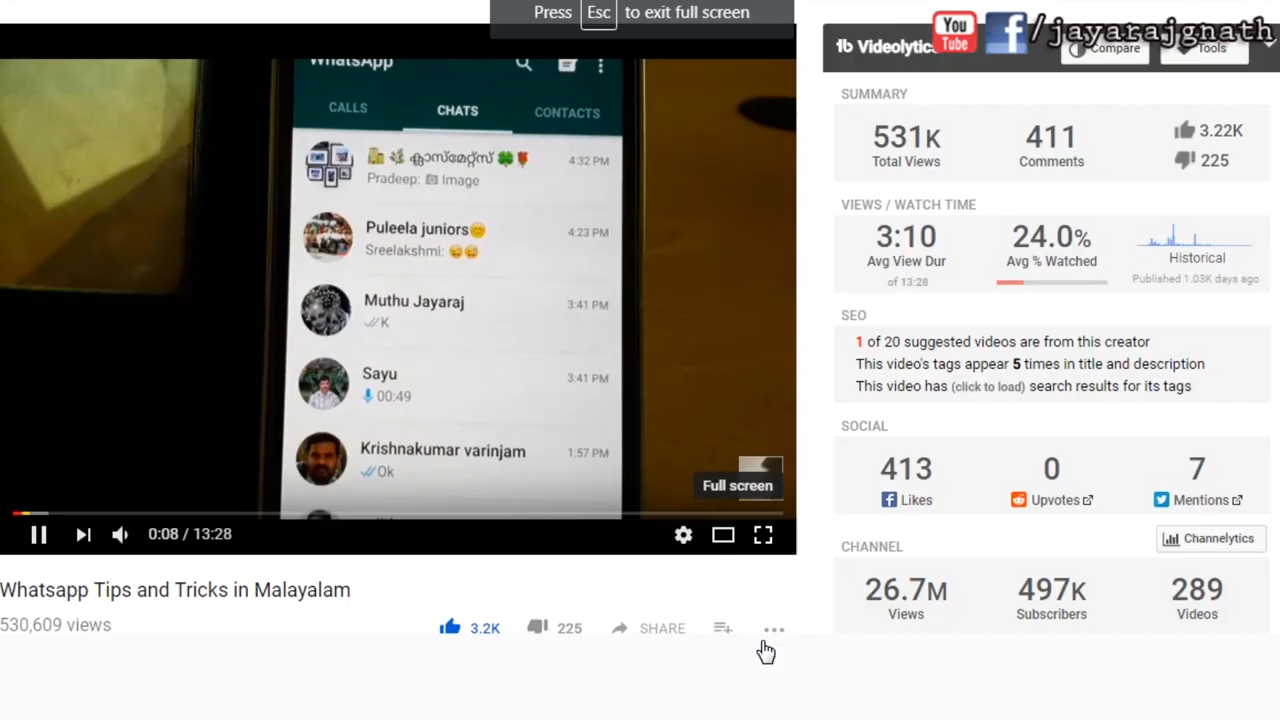 Press Esc to exit full screen
You Tube f/jayarajgnath
WhatsApp
CALLS CHATS CONTACTS
ക്ലാസ്മേറ്റ്സ് 4:32 PM
Pradeep: Image
Puleela juniors 4:23 PM
Sreelakshmi:
Muthu Jayaraj 3:41 PM
K
Sayu 3:41 PM
00:49
Krishnakumar varinjam 1:57 PM
Ok
Full screen
0:08 / 13:28
Whatsapp Tips and Tricks in Malayalam
530,609 views
3.2K 225 SHARE
tb Videolytics Compare Tools
SUMMARY
531K 411 3.22K
Total Views Comments 225
VIEWS / WATCH TIME
3:10 24.0%
Avg View Dur Avg % Watched Historical
of 13:28 Published 1.03K days ago
SEO
1 of 20 suggested videos are from this creator
This video's tags appear 5 times in title and description
This video has (click to load) search results for its tags
SOCIAL
413 0 7
Likes Upvotes Mentions
CHANNEL Channelytics
26.7M 497K 289
Views Subscribers Videos